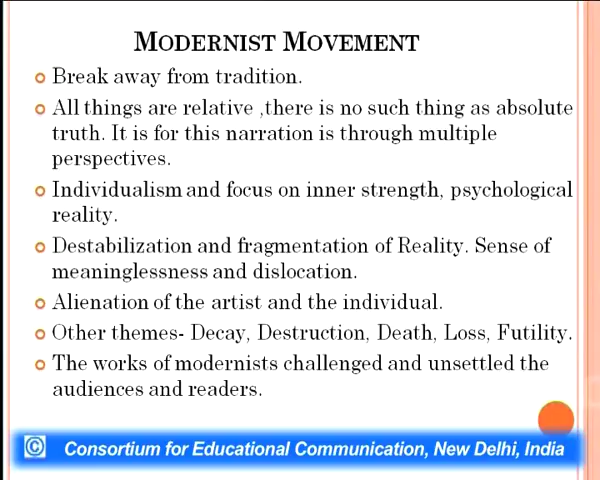 MODERNIST MOVEMENT
Break away from tradition.
All things are relative ,there is no such thing as absolute
truth. It is for this narration is through multiple
perspectives.
Individualism and focus on inner strength, psychological
reality.
Destabilization and fragmentation of Reality. Sense of
meaninglessness and dislocation.
Alienation of the artist and the individual.
Other themes- Decay, Destruction, Death, Loss, Futility.
The works of modernists challenged and unsettled the
audiences and readers.
© Consortium for Educational Communication, New Delhi, India